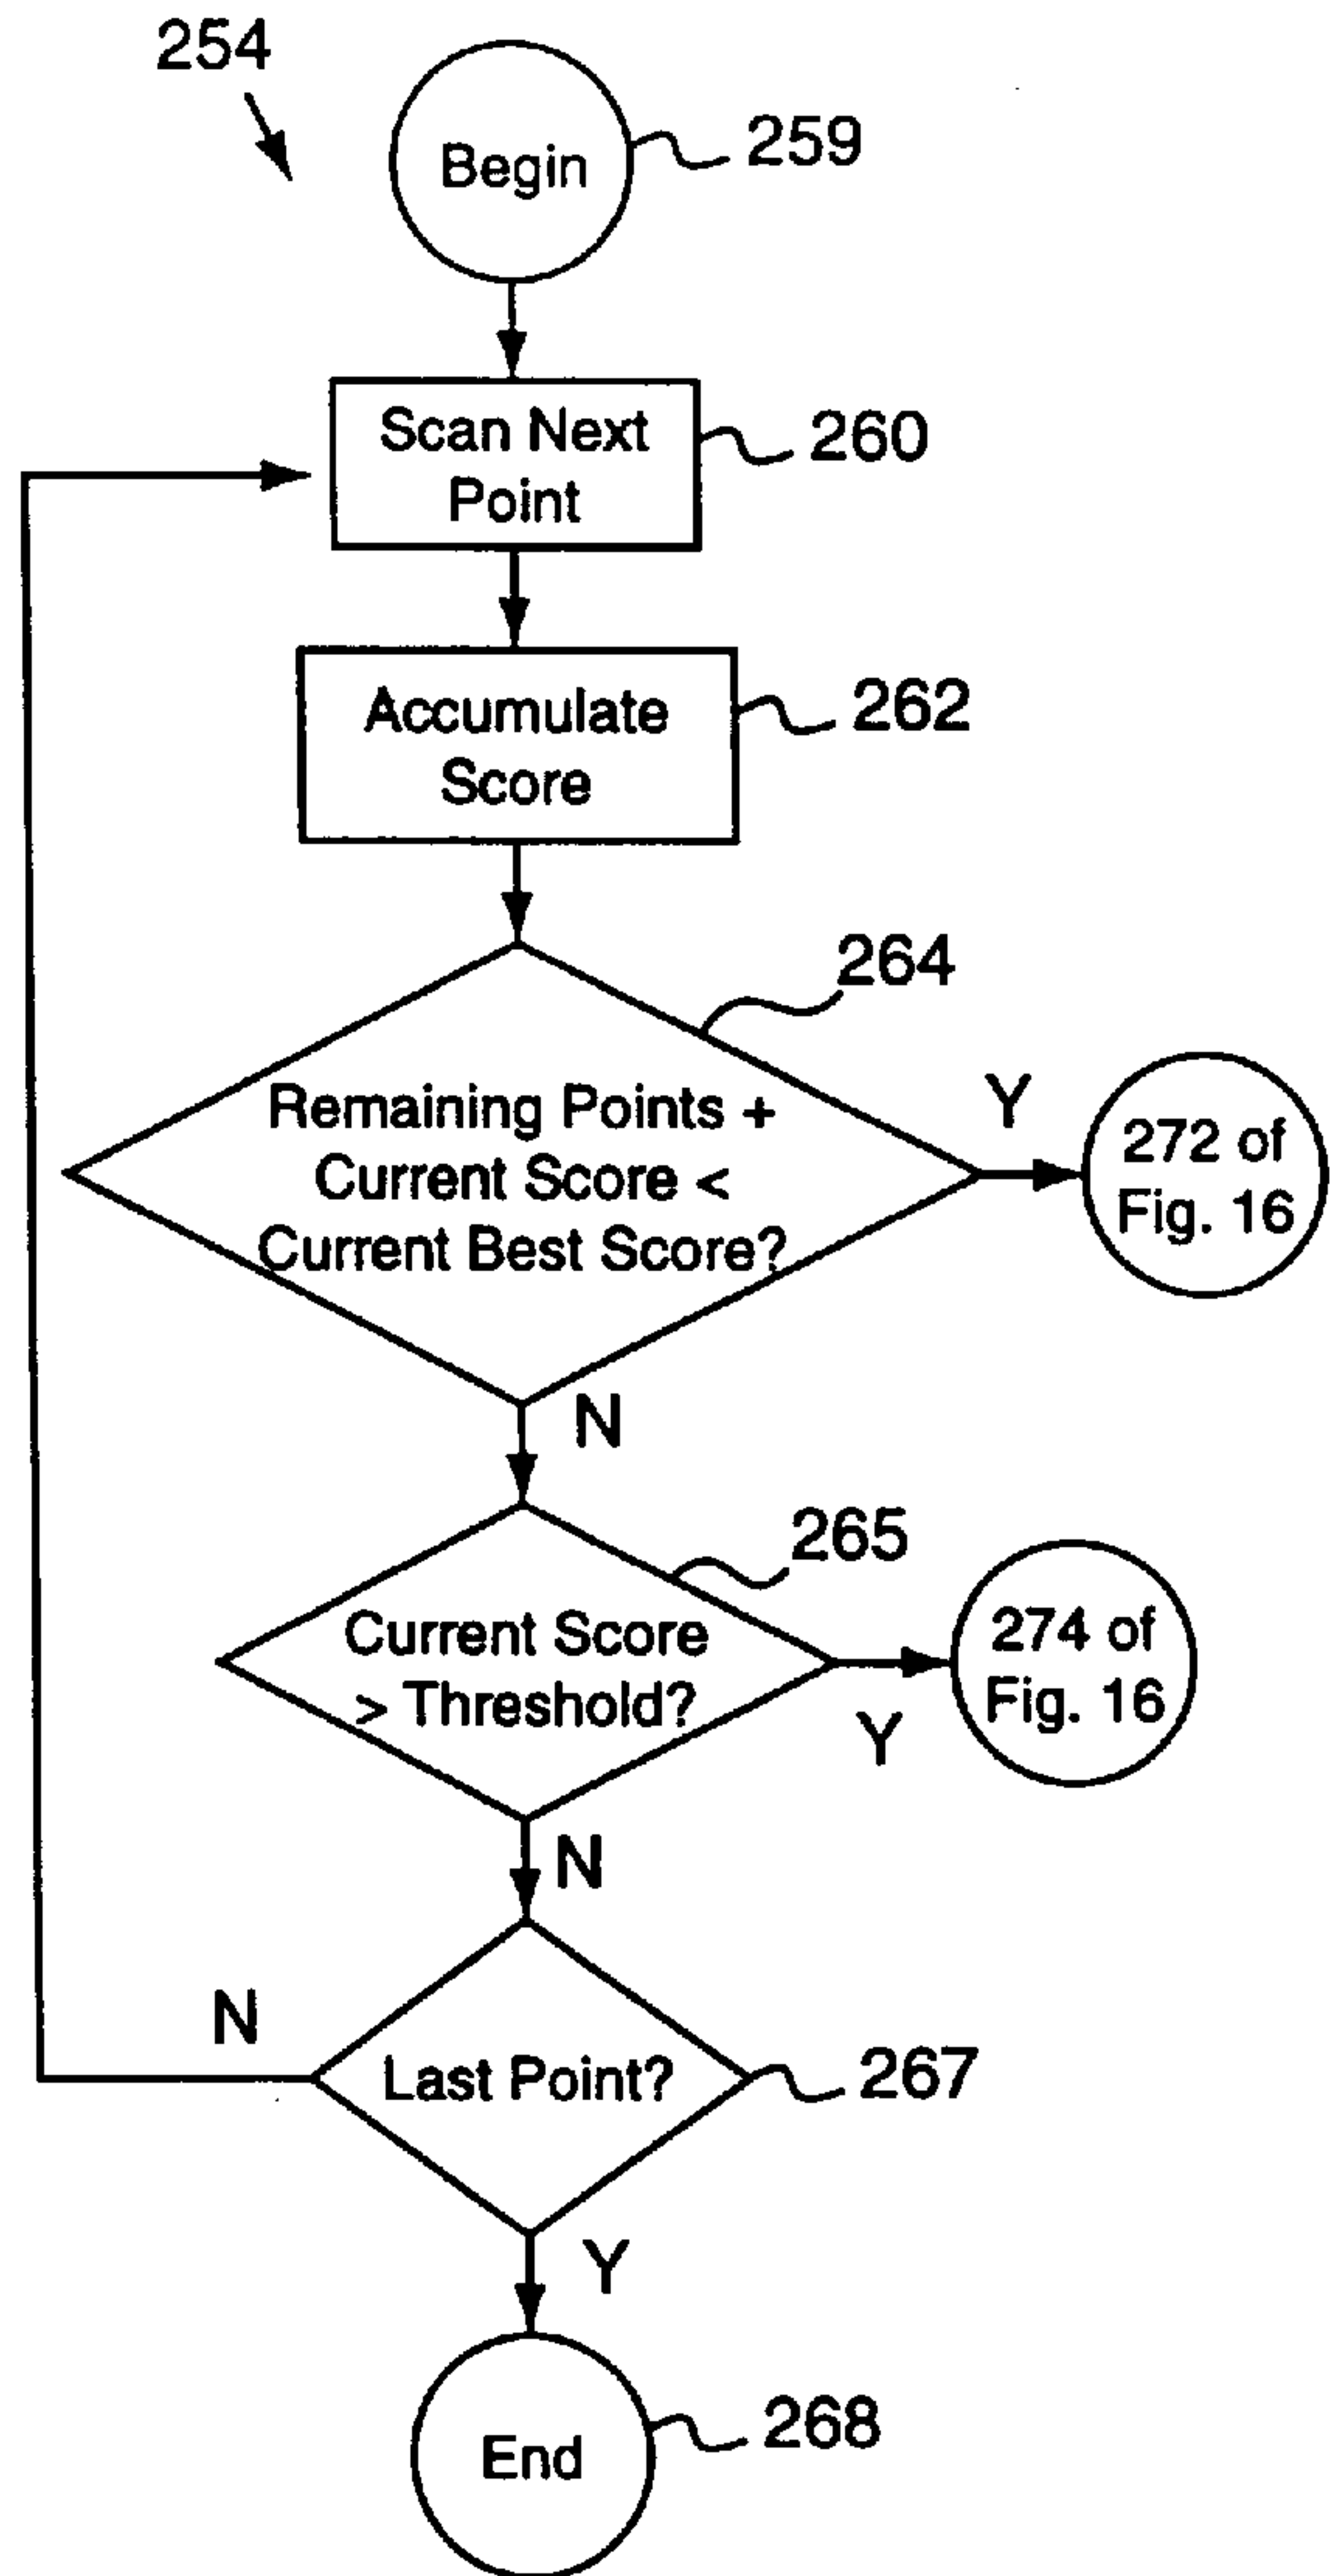 254
Begin
259
Scan Next
Point
260
Accumulate
Score
262
264
Remaining Points +
Current Score <
Current Best Score?
Y
272 of
Fig. 16
N
265
Current Score
> Threshold?
Y
274 of
Fig. 16
N
N
Last Point?
267
Y
End
268